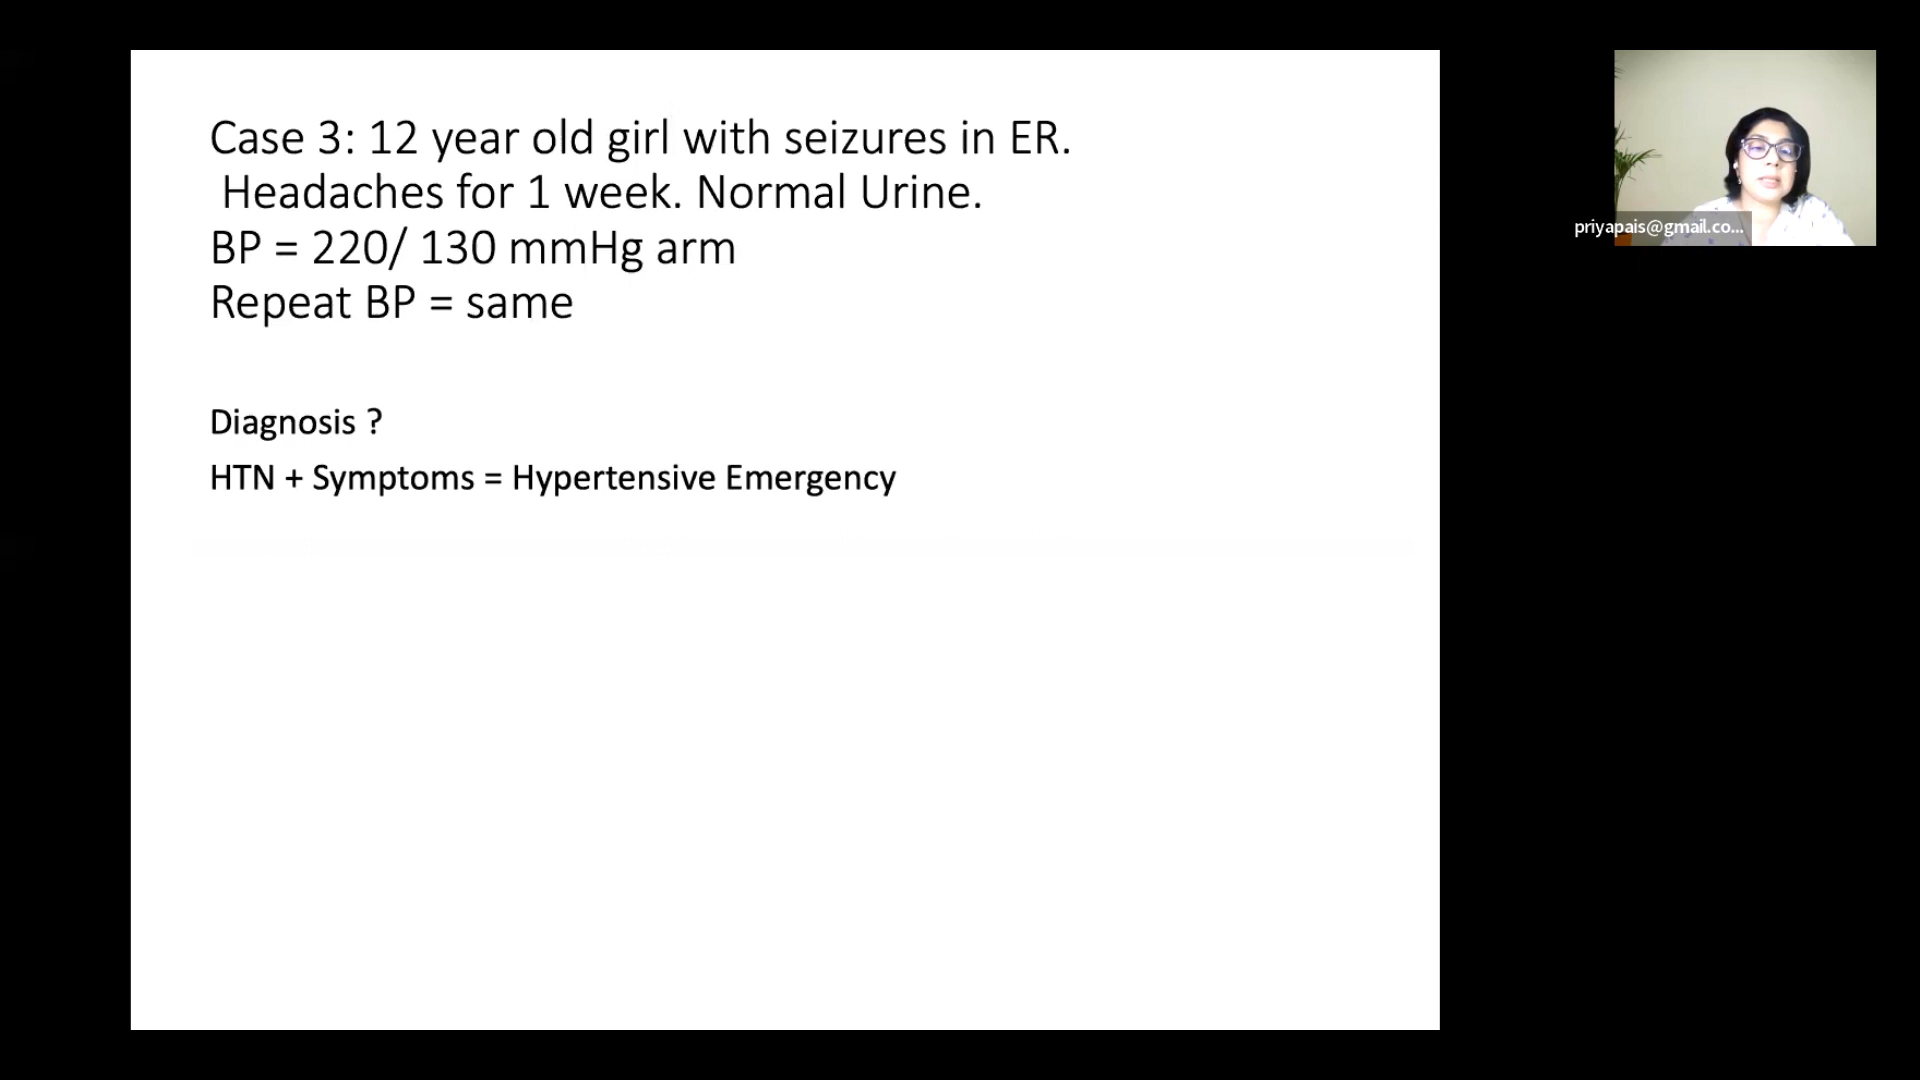 Case 3: 12 year old girl with seizures in ER.
Headaches for 1 week. Normal Urine.
BP = 220/ 130 mmHg arm
Repeat BP = same
Diagnosis ?
HTN + Symptoms = Hypertensive Emergency
priyapais@gmail.co...